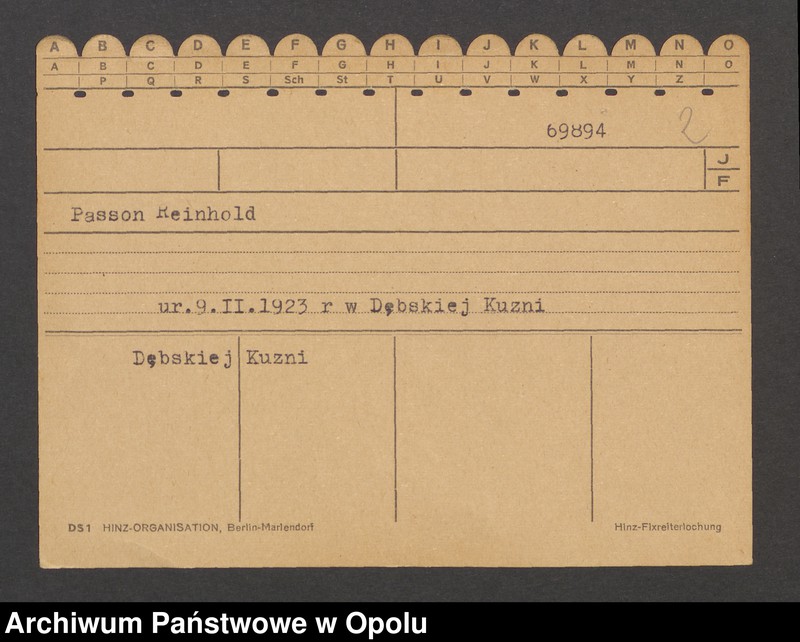 A B C D E F G H I J K L M N O
A B C D E F G H I J K L M N O
P Q R S Sch St T U V W X Y Z
69894 2
J
F
Passon Reinhold
ur.9.II.1923 r w Dębskiej Kuzni
Dębskiej Kuzni
DS1 HINZ-ORGANISATION, Berlin-Mariendorf
Hinz-Fixreiterlochung
Archiwum Państwowe w Opolu